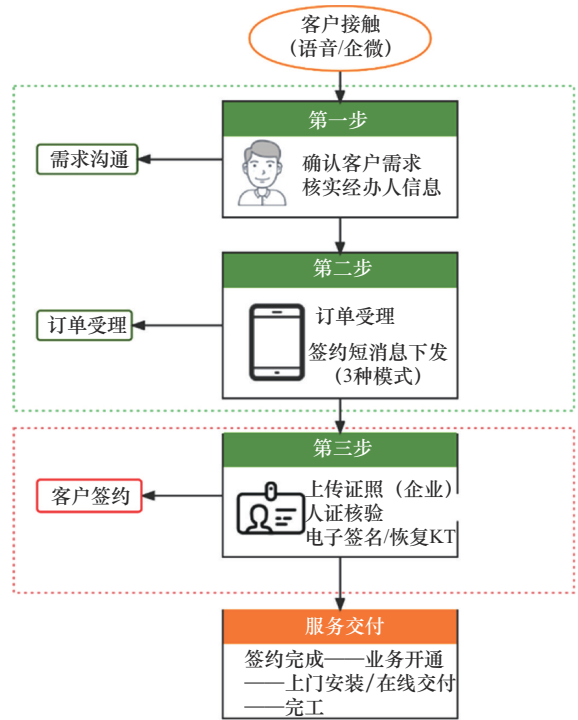 客户接触
（语音/企微）
第一步
需求沟通
确认客户需求
核实经办人信息
第二步
订单受理
订单受理
签约短消息下发
（3种模式）
第三步
客户签约
上传证照（企业）
人证核验
电子签名/恢复KT
服务交付
签约完成——业务开通
——上门安装/在线交付
——完工